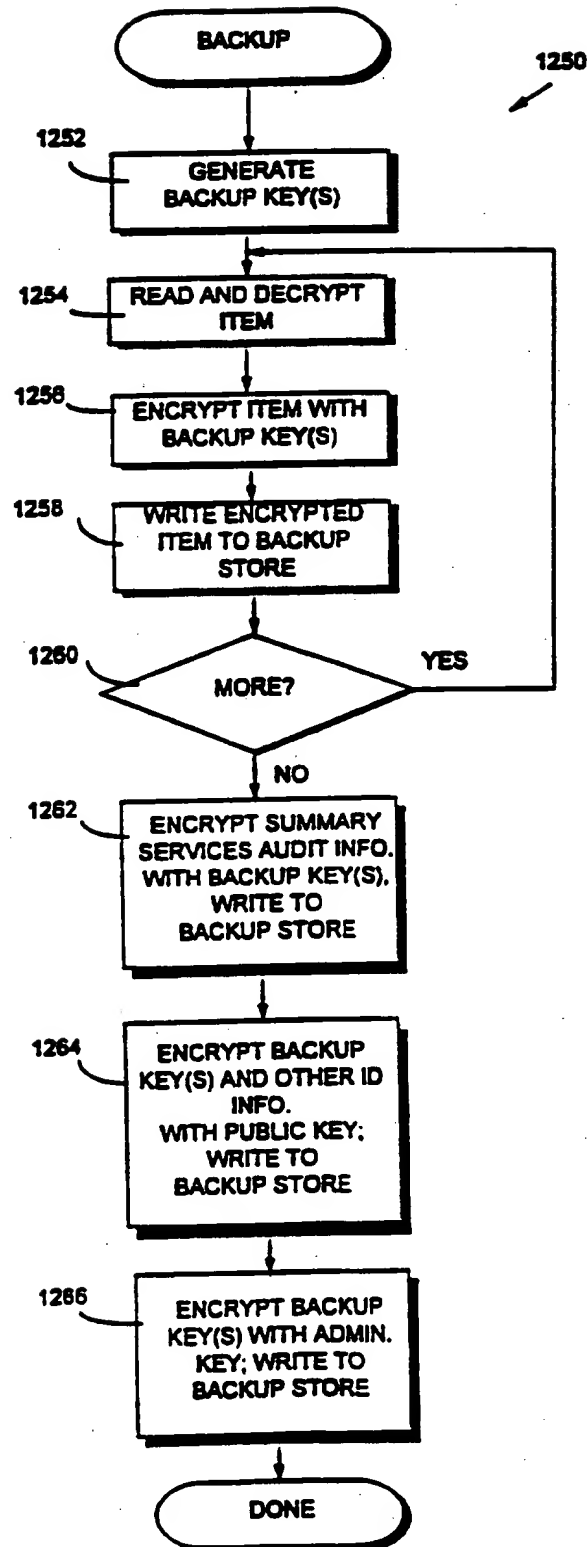 BACKUP
1250
1252
GENERATE
BACKUP KEY(S)
1254
READ AND DECRYPT
ITEM
1256
ENCRYPT ITEM WITH
BACKUP KEY(S)
1258
WRITE ENCRYPTED
ITEM TO BACKUP
STORE
1260
MORE?
YES
NO
1262
ENCRYPT SUMMARY
SERVICES AUDIT INFO.
WITH BACKUP KEY(S),
WRITE TO
BACKUP STORE
1264
ENCRYPT BACKUP
KEY(S) AND OTHER ID
INFO.
WITH PUBLIC KEY;
WRITE TO
BACKUP STORE
1266
ENCRYPT BACKUP
KEY(S) WITH ADMIN.
KEY; WRITE TO
BACKUP STORE
DONE